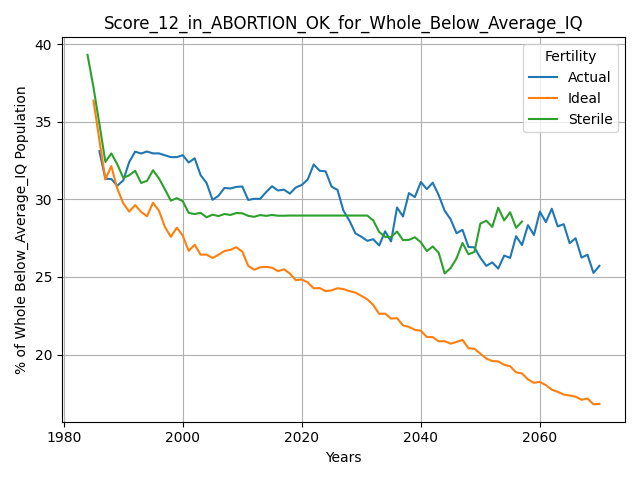 Score_12_in_ABORTION_OK_for_Whole_Below_Average_IQ
% of Whole Below_Average_IQ Population
40
35
30
25
20
Fertility
Actual
Ideal
Sterile
1980
2000
2020
2040
2060
Years